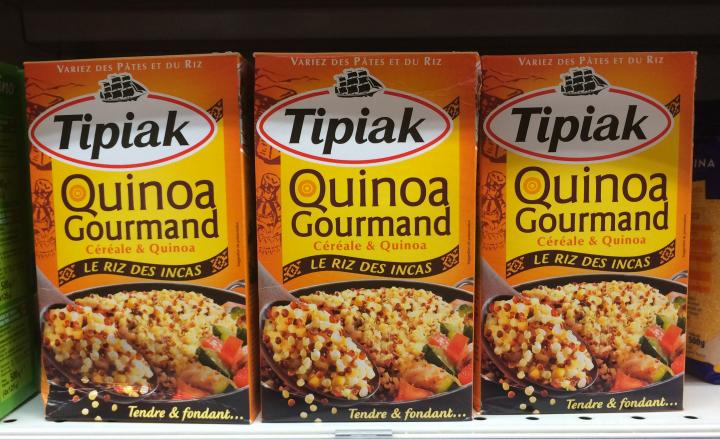 VARIEZ DES PÂTES ET DU RIZ
Tipiak
Quinoa
Gourmand
Céréale & Quinoa
LE RIZ DES INCAS
Tendre & fondant...
VARIEZ DES PÂTES ET DU RIZ
Tipiak
Quinoa
Gourmand
Céréale & Quinoa
LE RIZ DES INCAS
Tendre & fondant...
VARIEZ DES PÂTES ET DU RIZ
Tipiak
Quinoa
Gourmand
Céréale & Quinoa
LE RIZ DES INCAS
Tendre & fondant...
INA
500g